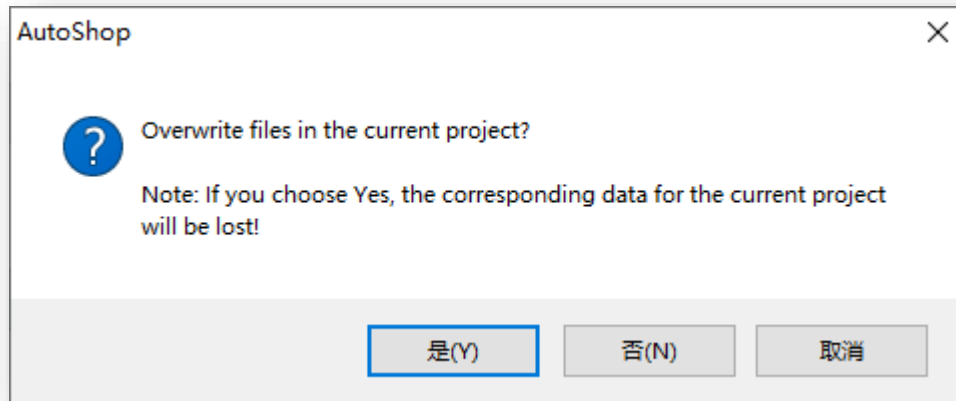 AutoShop
Overwrite files in the current project?
Note: If you choose Yes, the corresponding data for the current project
will be lost!
是(Y)
否(N)
取消